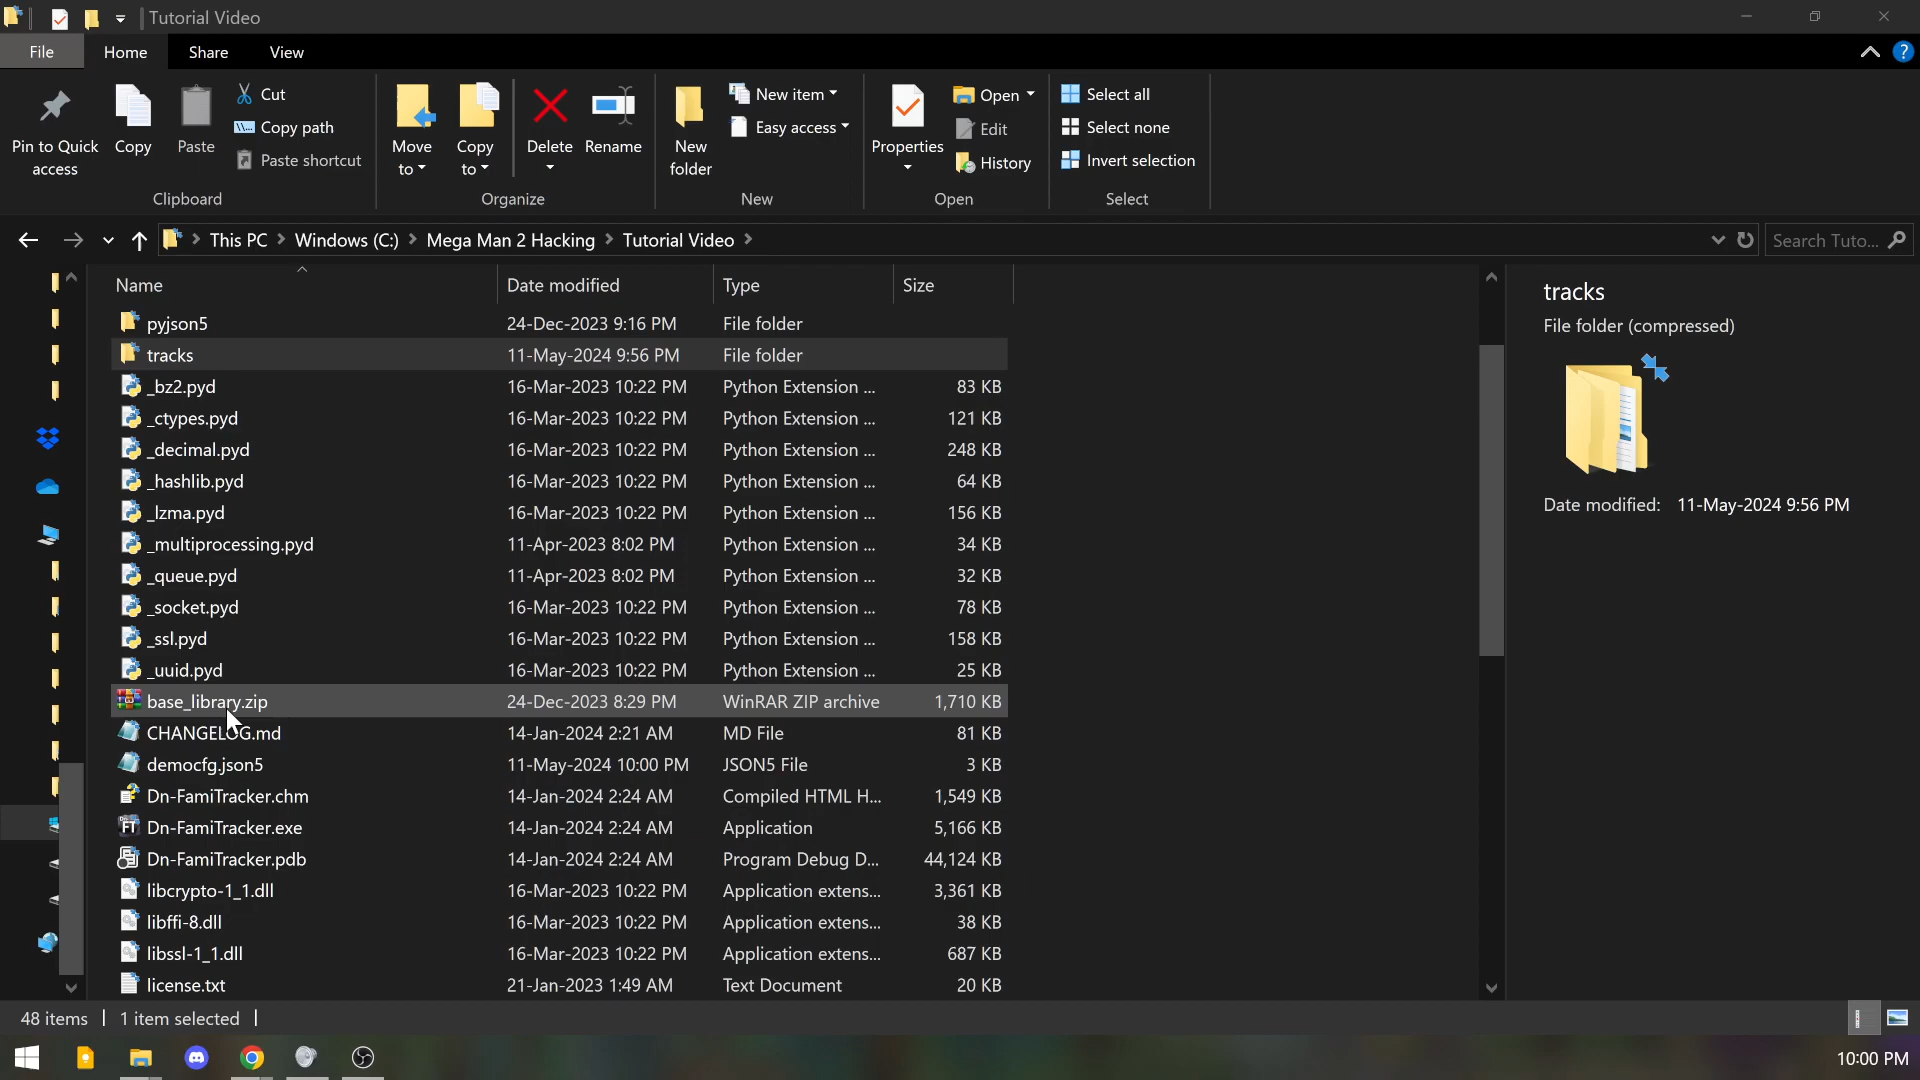 Tutorial Video
File Home Share View
Pin to Quick access
Copy
Paste
Cut
Copy path
Paste shortcut
Clipboard
Move to
Copy to
Delete
Rename
Organize
New folder
New item
Easy access
New
Properties
Open
Edit
History
Open
Select all
Select none
Invert selection
Select
This PC Windows (C:) Mega Man 2 Hacking Tutorial Video
Search Tuto...
Name Date modified Type Size
pyjson5 24-Dec-2023 9:16 PM File folder
tracks 11-May-2024 9:56 PM File folder
_bz2.pyd 16-Mar-2023 10:22 PM Python Extension ... 83 KB
_ctypes.pyd 16-Mar-2023 10:22 PM Python Extension ... 121 KB
_decimal.pyd 16-Mar-2023 10:22 PM Python Extension ... 248 KB
_hashlib.pyd 16-Mar-2023 10:22 PM Python Extension ... 64 KB
_lzma.pyd 16-Mar-2023 10:22 PM Python Extension ... 156 KB
_multiprocessing.pyd 11-Apr-2023 8:02 PM Python Extension ... 34 KB
_queue.pyd 11-Apr-2023 8:02 PM Python Extension ... 32 KB
_socket.pyd 16-Mar-2023 10:22 PM Python Extension ... 78 KB
_ssl.pyd 16-Mar-2023 10:22 PM Python Extension ... 158 KB
_uuid.pyd 16-Mar-2023 10:22 PM Python Extension ... 25 KB
base_library.zip 24-Dec-2023 8:29 PM WinRAR ZIP archive 1,710 KB
CHANGELOG.md 14-Jan-2024 2:21 AM MD File 81 KB
democfg.json5 11-May-2024 10:00 PM JSON5 File 3 KB
Dn-FamiTracker.chm 14-Jan-2024 2:24 AM Compiled HTML H... 1,549 KB
Dn-FamiTracker.exe 14-Jan-2024 2:24 AM Application 5,166 KB
Dn-FamiTracker.pdb 14-Jan-2024 2:24 AM Program Debug D... 44,124 KB
libcrypto-1_1.dll 16-Mar-2023 10:22 PM Application extens... 3,361 KB
libffi-8.dll 16-Mar-2023 10:22 PM Application extens... 38 KB
libssl-1_1.dll 16-Mar-2023 10:22 PM Application extens... 687 KB
license.txt 21-Jan-2023 1:49 AM Text Document 20 KB
tracks
File folder (compressed)
Date modified: 11-May-2024 9:56 PM
48 items 1 item selected
10:00 PM